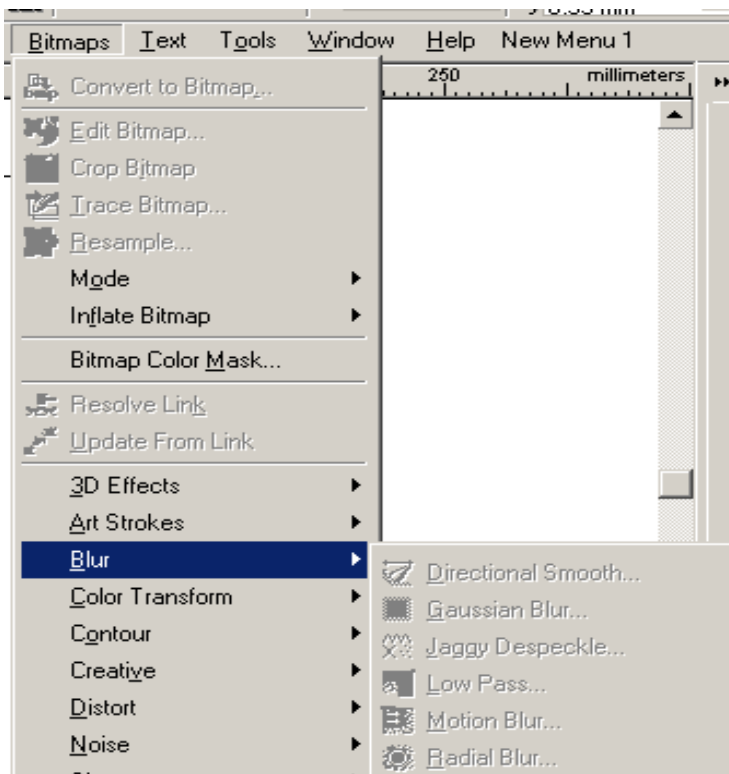 Bitmaps Text Tools Window Help New Menu 1
250 millimeters
Convert to Bitmap...
Edit Bitmap...
Crop Bitmap
Trace Bitmap...
Resample...
Mode
Inflate Bitmap
Bitmap Color Mask...
Resolve Link
Update From Link
3D Effects
Art Strokes
Blur
Directional Smooth...
Color Transform
Gaussian Blur...
Contour
Jaggy Despeckle...
Creative
Low Pass...
Distort
Motion Blur...
Noise
Radial Blur...